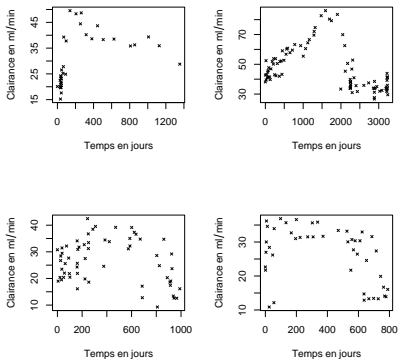 Clairance en ml/min
45
35
25
15
0 400 800 1200
Temps en jours
Clairance en ml/min
70
50
30
0 1000 2000 3000
Temps en jours
Clairance en ml/min
40
30
20
10
0 200 600 1000
Temps en jours
Clairance en ml/min
30
20
10
0 200 400 600 800
Temps en jours